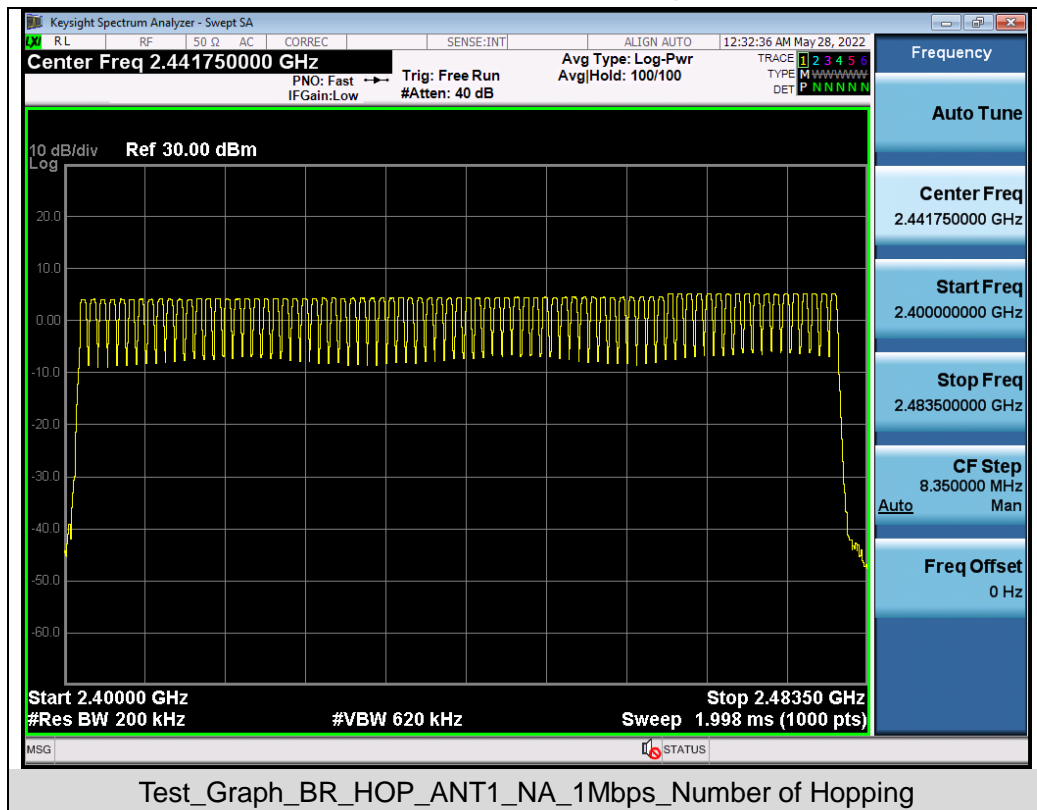 Keysight Spectrum Analyzer - Swept SA
LXI RL RF 50 Ω AC CORREC SENSE:INT ALIGN AUTO 12:32:36 AM May 28, 2022
Center Freq 2.441750000 GHz
PNO: Fast
IFGain:Low
Trig: Free Run
#Atten: 40 dB
Avg Type: Log-Pwr
Avg|Hold: 100/100
TRACE 1 2 3 4 5 6
TYPE M WWWWW
DET P N N N N N
10 dB/div Ref 30.00 dBm
Log
20.0
10.0
0.00
-10.0
-20.0
-30.0
-40.0
-50.0
-60.0
Start 2.40000 GHz Stop 2.48350 GHz
#Res BW 200 kHz #VBW 620 kHz Sweep 1.998 ms (1000 pts)
MSG STATUS
Frequency
Auto Tune
Center Freq
2.441750000 GHz
Start Freq
2.400000000 GHz
Stop Freq
2.483500000 GHz
CF Step
8.350000 MHz
Auto Man
Freq Offset
0 Hz
Test_Graph_BR_HOP_ANT1_NA_1Mbps_Number of Hopping